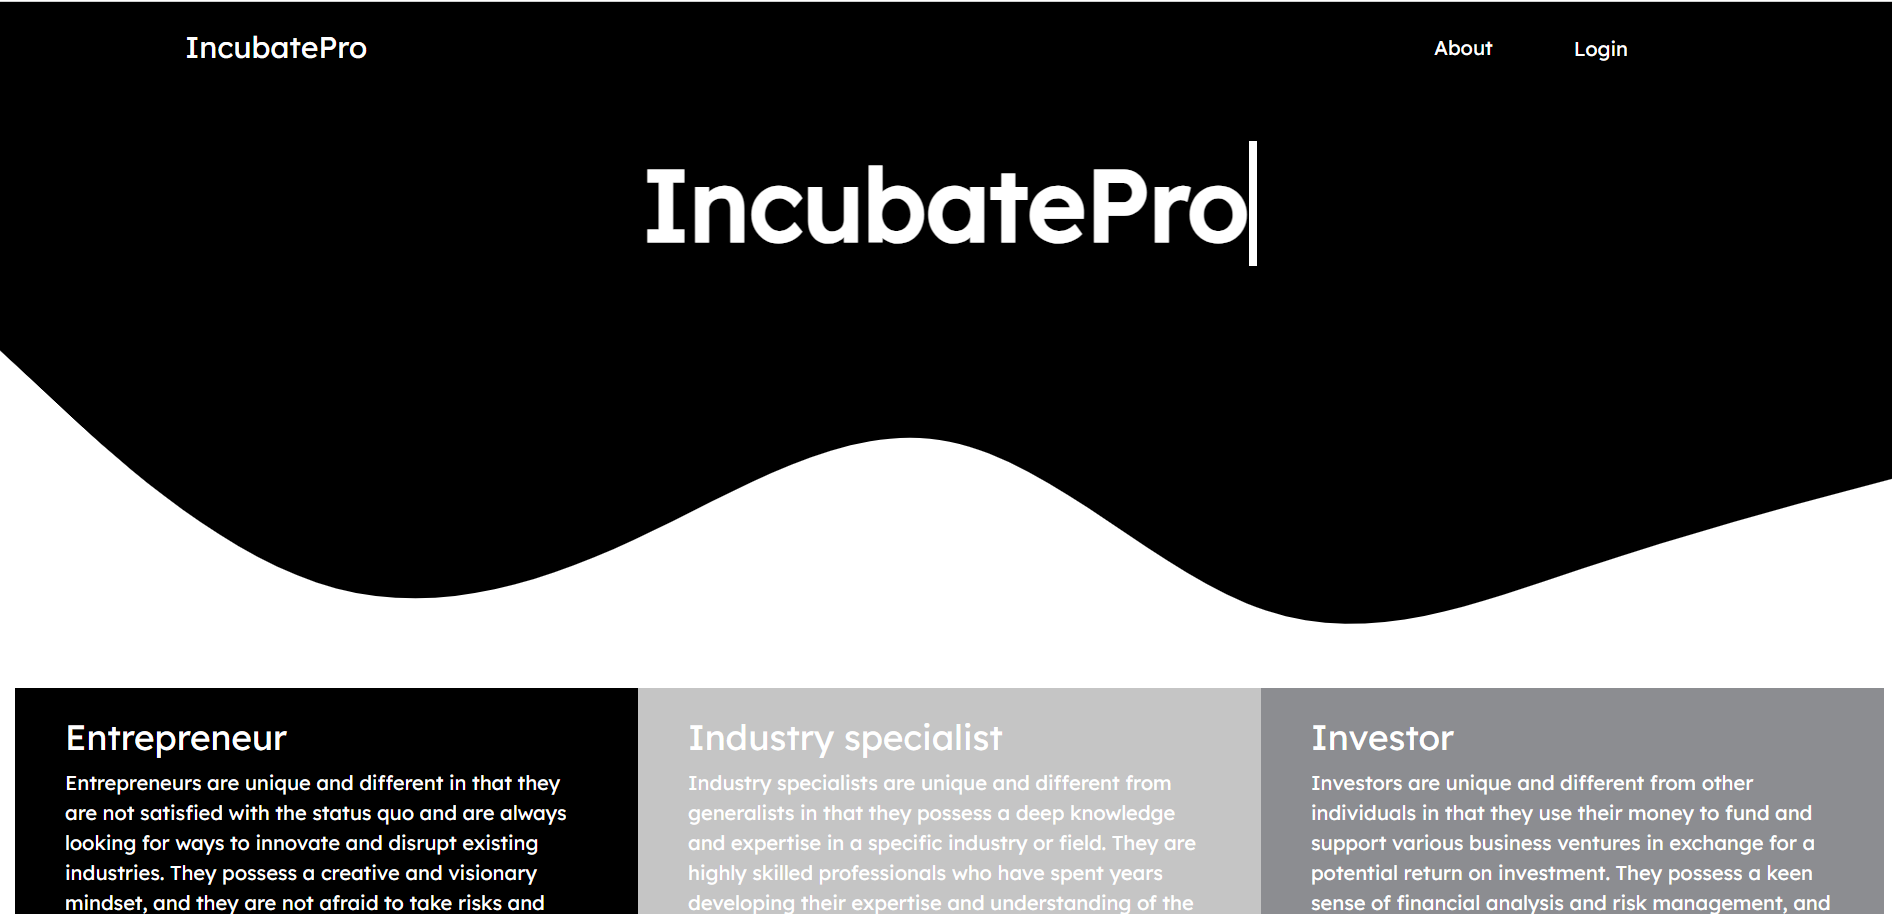 IncubatePro
About
Login
IncubatePro
Entrepreneur
Entrepreneurs are unique and different in that they
are not satisfied with the status quo and are always
looking for ways to innovate and disrupt existing
industries. They possess a creative and visionary
mindset, and they are not afraid to take risks and
Industry specialist
Industry specialists are unique and different from
generalists in that they possess a deep knowledge
and expertise in a specific industry or field. They are
highly skilled professionals who have spent years
developing their expertise and understanding of the
Investor
Investors are unique and different from other
individuals in that they use their money to fund and
support various business ventures in exchange for a
potential return on investment. They possess a keen
sense of financial analysis and risk management, and